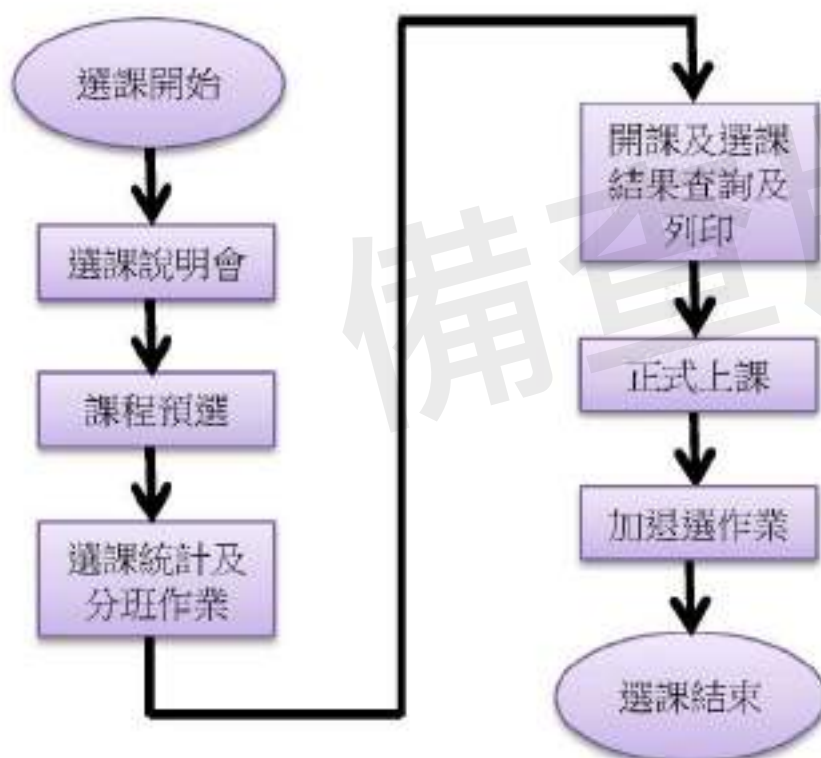 選課開始
選課說明會
課程預選
選課統計及
分班作業
開課及選課
結果查詢及
列印
正式上課
加退選作業
選課結束
備查